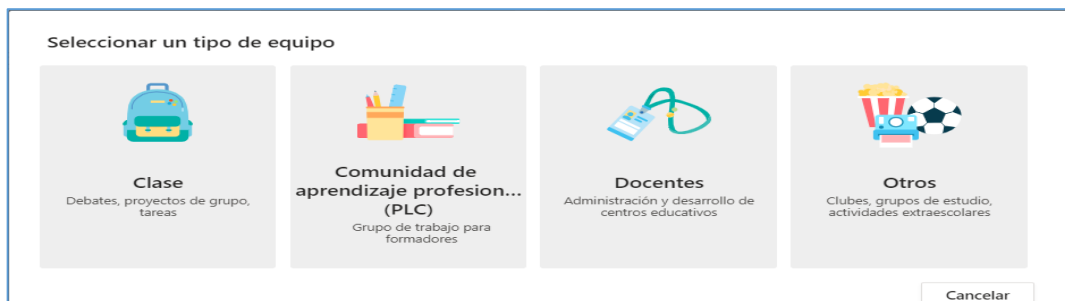 Seleccionar un tipo de equipo
Clase
Debates, proyectos de grupo,
tareas
Comunidad de
aprendizaje profesion...
(PLC)
Grupo de trabajo para
formadores
Docentes
Administración y desarrollo de
centros educativos
Otros
Clubes, grupos de estudio,
actividades extraescolares
Cancelar